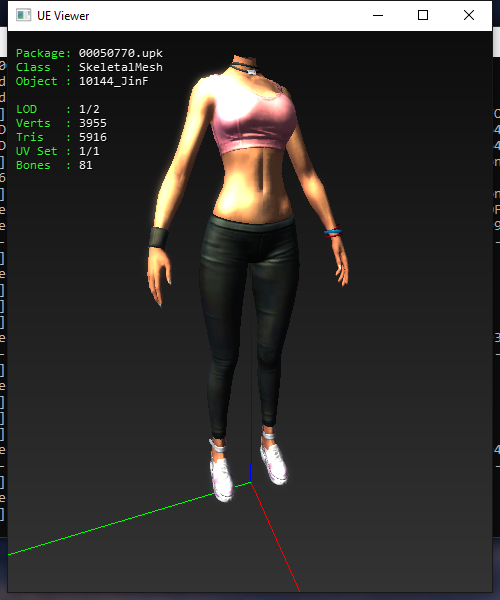 UE Viewer
Package: 00050770.upk
Class  : SkeletalMesh
Object : 10144_JinF
LOD    : 1/2
Verts  : 3955
Tris   : 5916
UV Set : 1/1
Bones  : 81